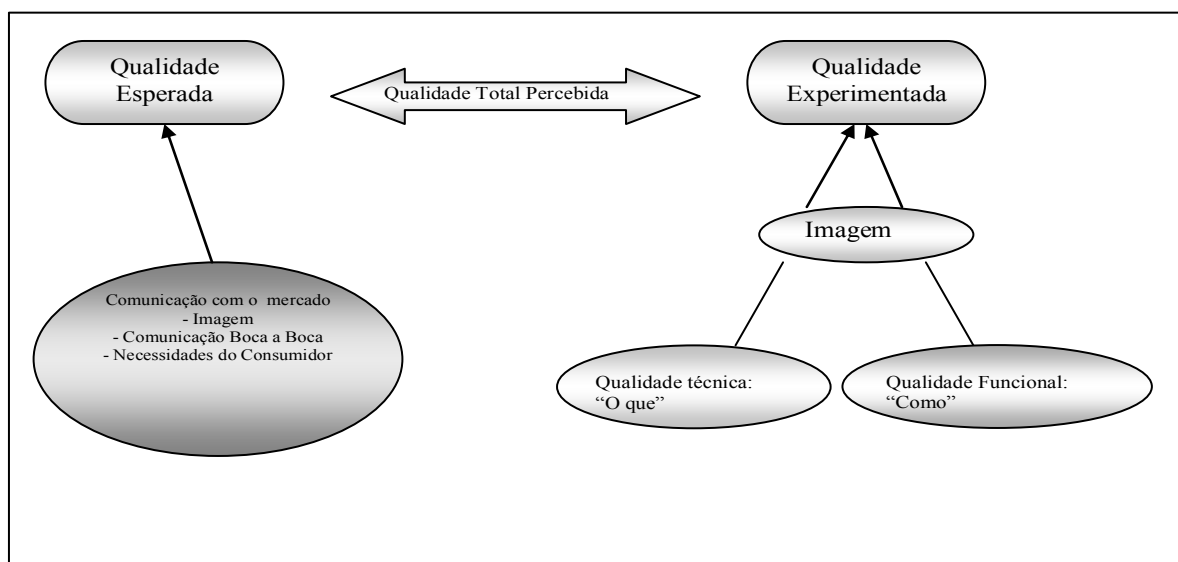 Qualidade
Esperada
Qualidade Total Percebida
Qualidade
Experimentada
Imagem
Comunicação com o mercado
- Imagem
- Comunicação Boca a Boca
- Necessidades do Consumidor
Qualidade técnica:
“O que”
Qualidade Funcional:
“Como”